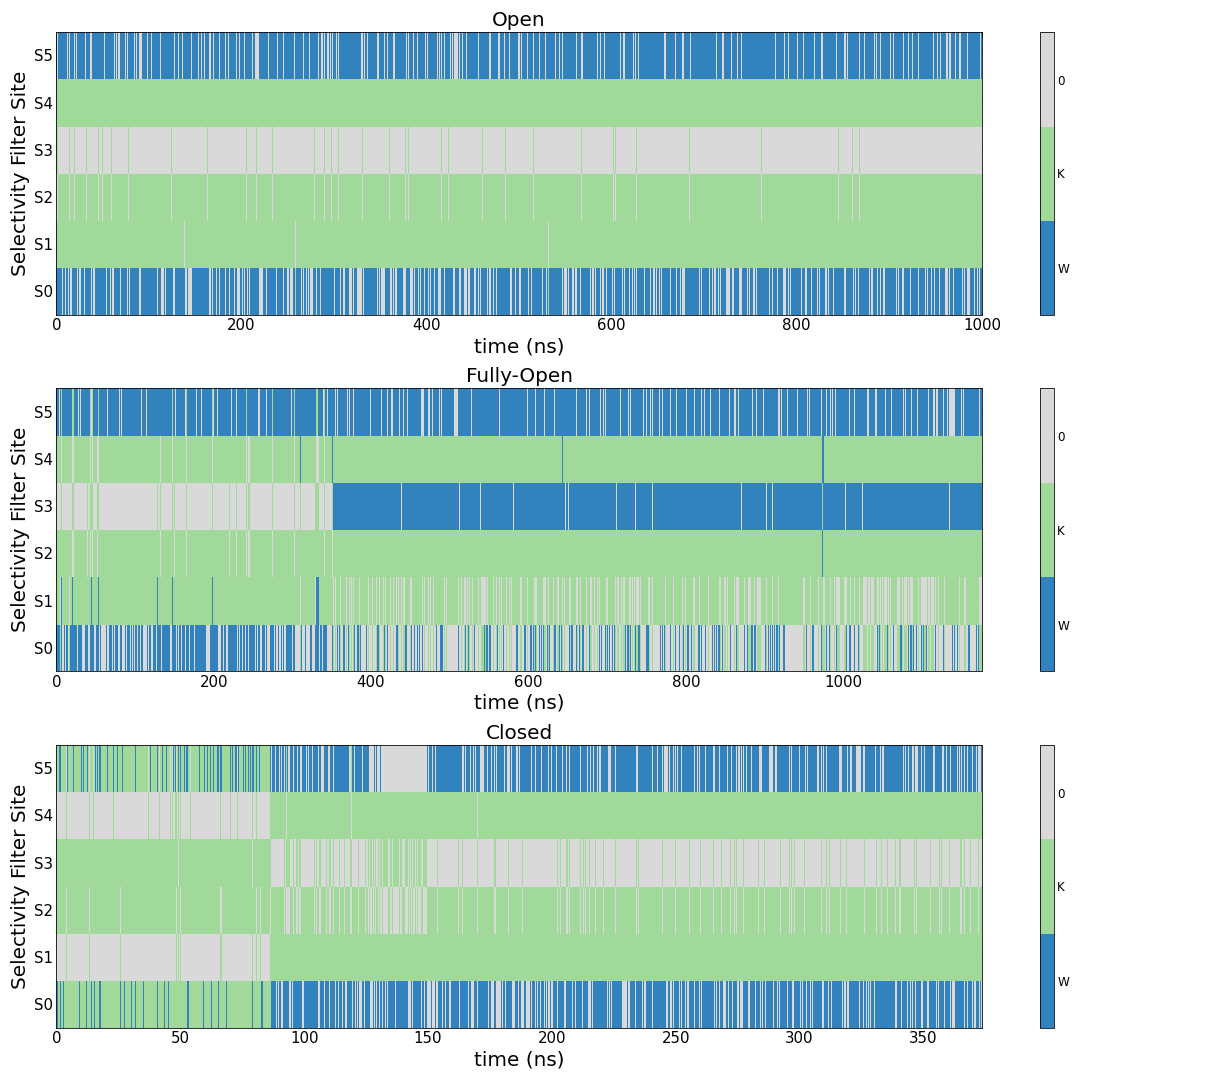 Open
Selectivity Filter Site
S5
S4
S3
S2
S1
S0
0
K
W
0 200 400 600 800 1000
time (ns)
Fully-Open
Selectivity Filter Site
S5
S4
S3
S2
S1
S0
0
K
W
0 200 400 600 800 1000
time (ns)
Closed
Selectivity Filter Site
S5
S4
S3
S2
S1
S0
0
K
W
0 50 100 150 200 250 300 350
time (ns)